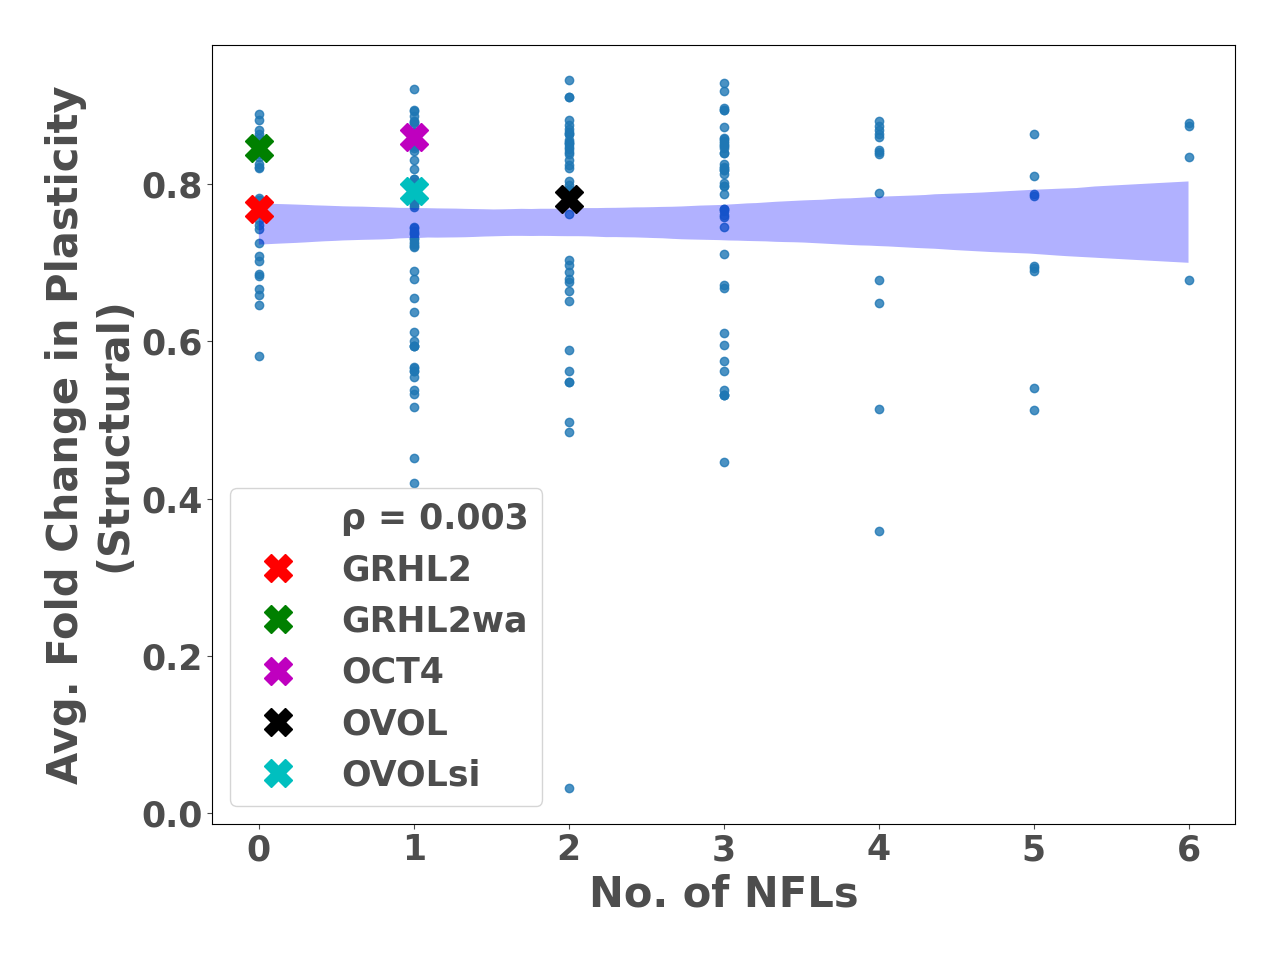 Avg. Fold Change in Plasticity
(Structural)
0.8
0.6
0.4
0.2
0.0
ρ = 0.003
GRHL2
GRHL2wa
OCT4
OVOL
OVOLsi
0 1 2 3 4 5 6
No. of NFLs